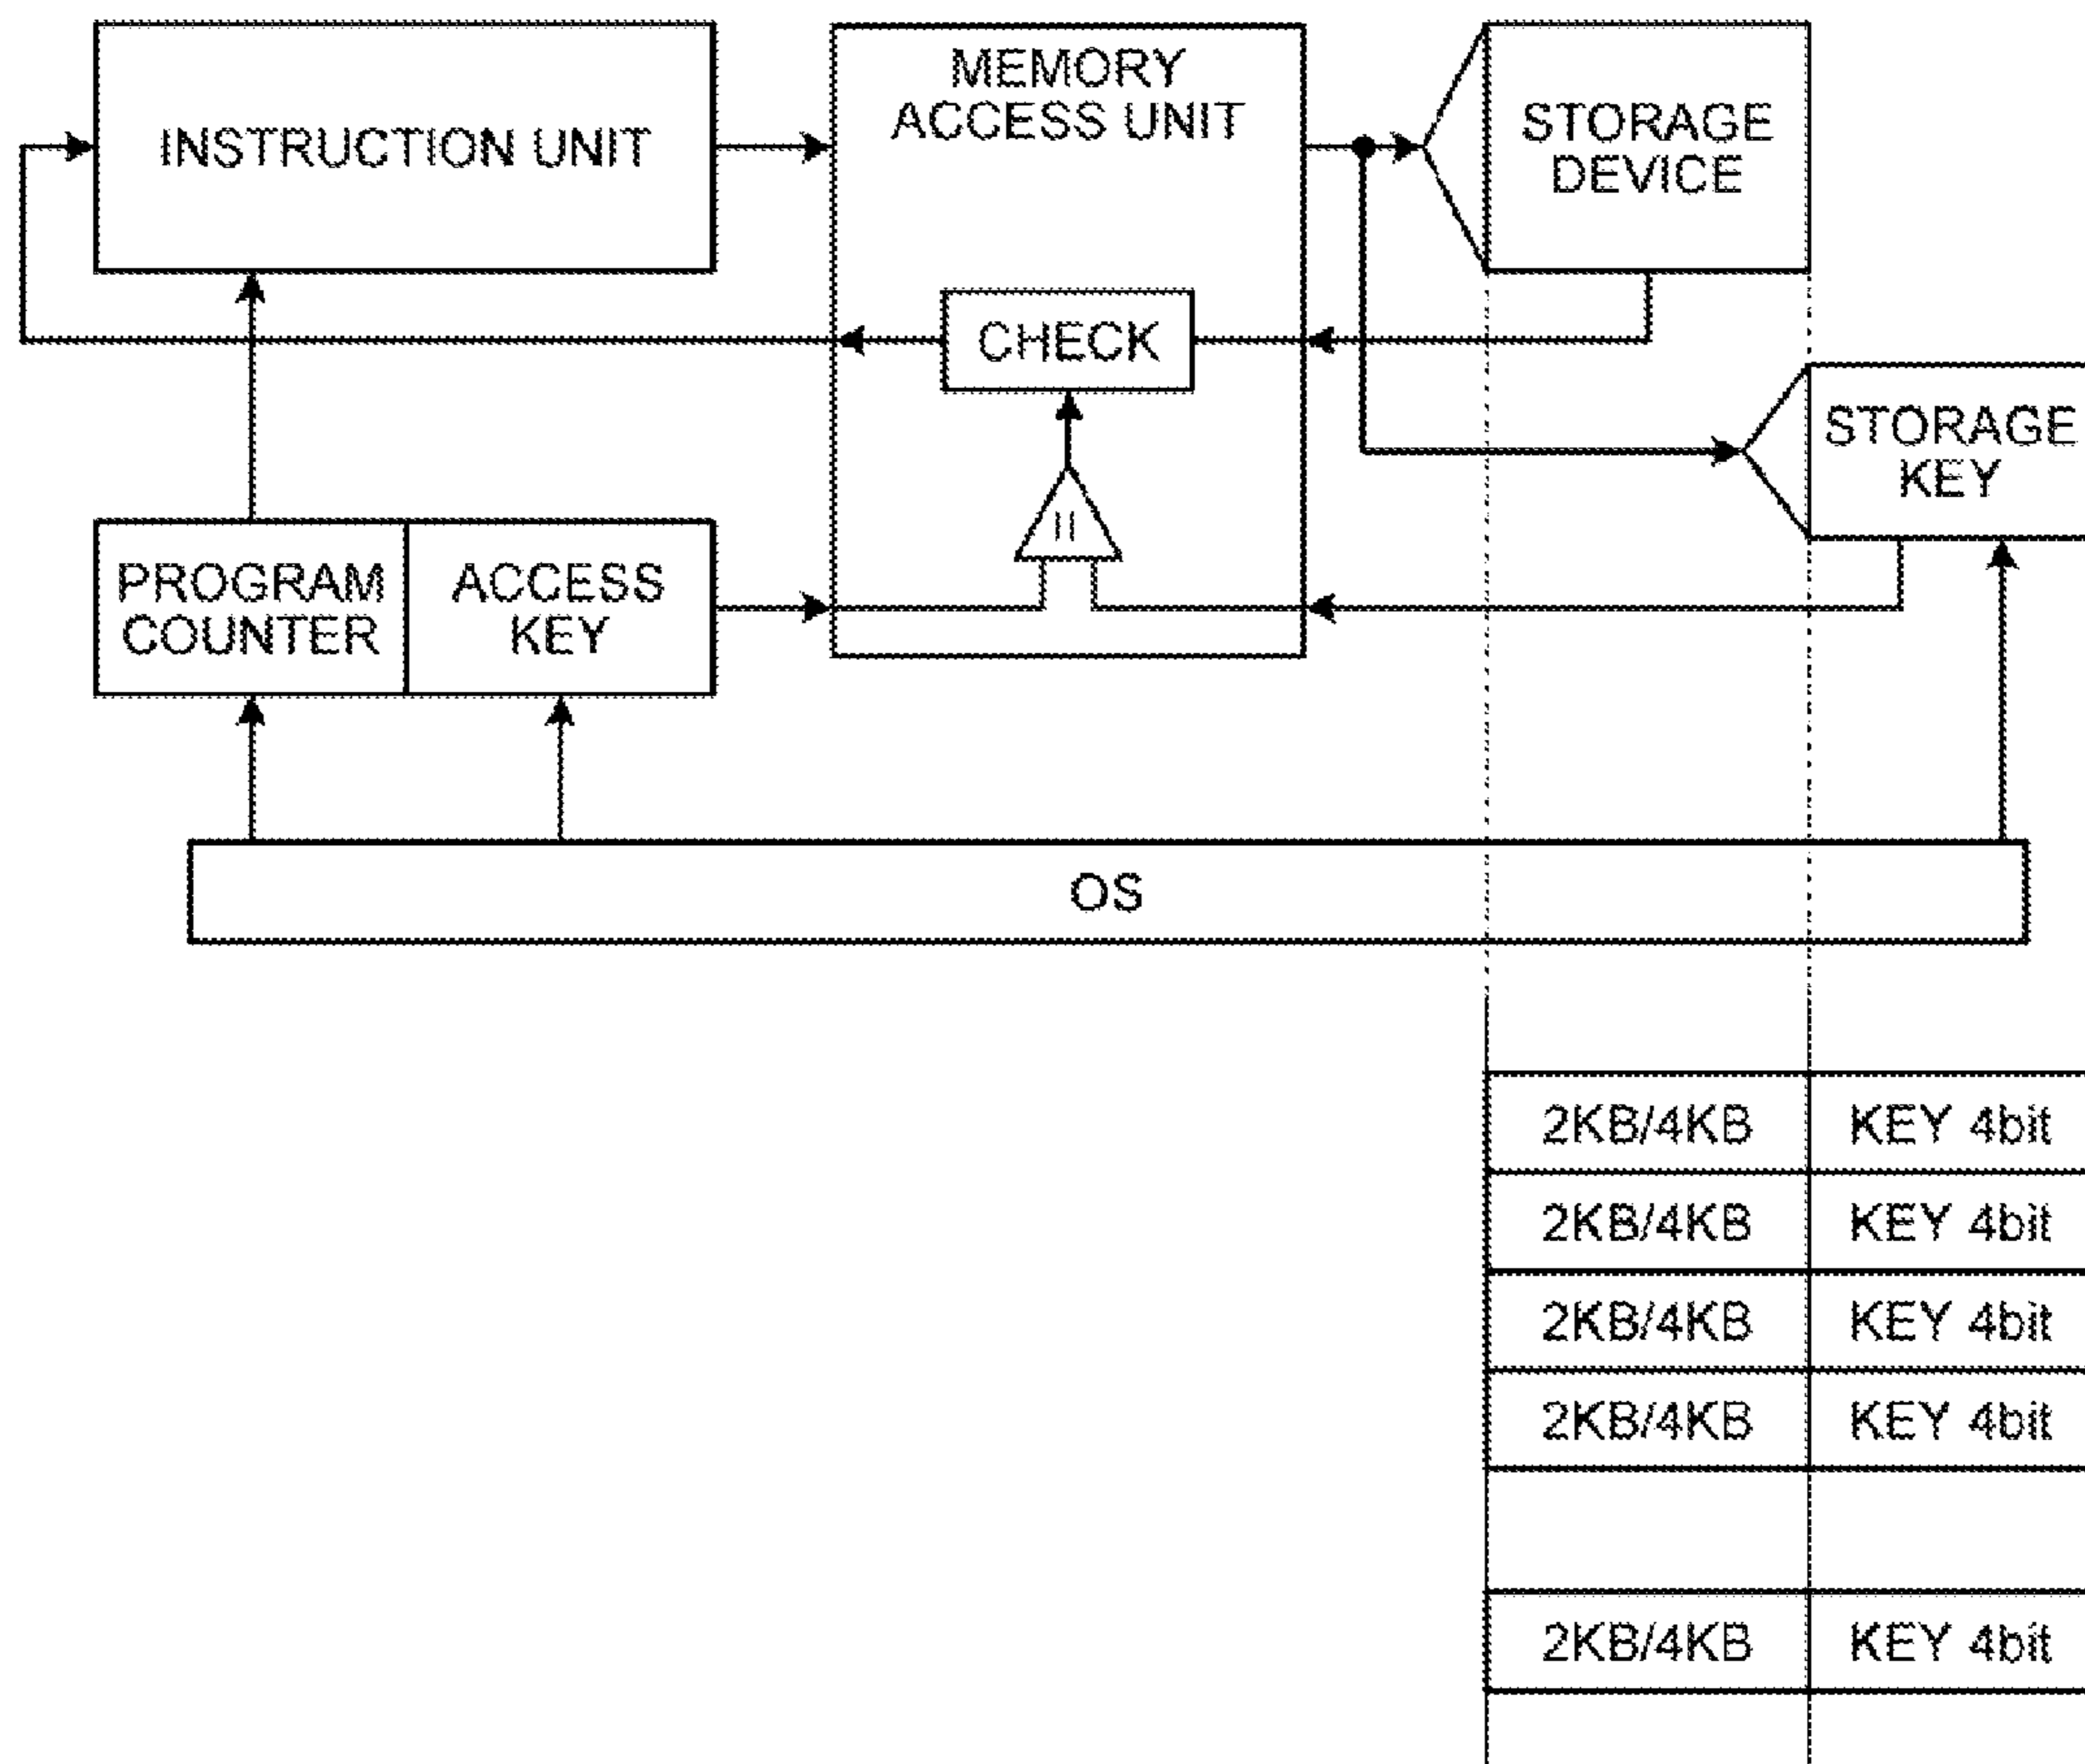 INSTRUCTION UNIT
MEMORY
ACCESS UNIT
STORAGE
DEVICE
CHECK
STORAGE
KEY
=
PROGRAM
COUNTER
ACCESS
KEY
OS
2KB/4KB KEY 4bit
2KB/4KB KEY 4bit
2KB/4KB KEY 4bit
2KB/4KB KEY 4bit
2KB/4KB KEY 4bit